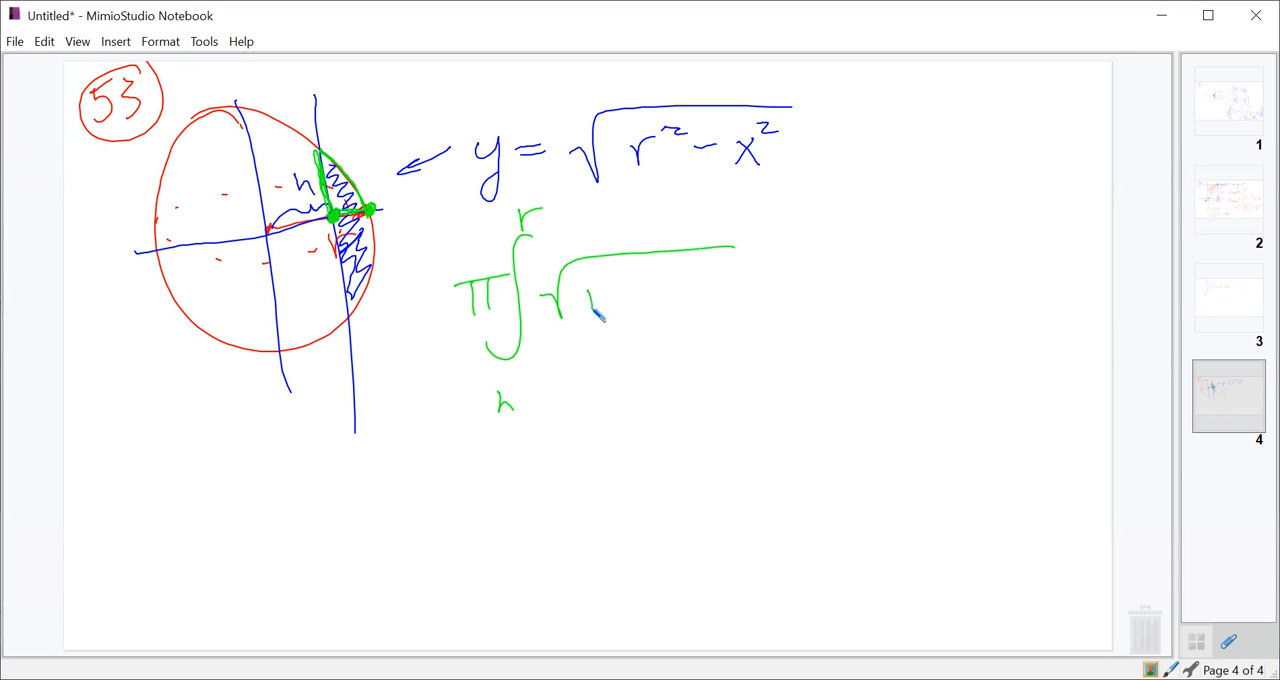 Untitled* - MimioStudio Notebook
File Edit View Insert Format Tools Help
53
y = √(r² - x²)
h
r
r
π ∫ √
h
1
2
3
4
Page 4 of 4